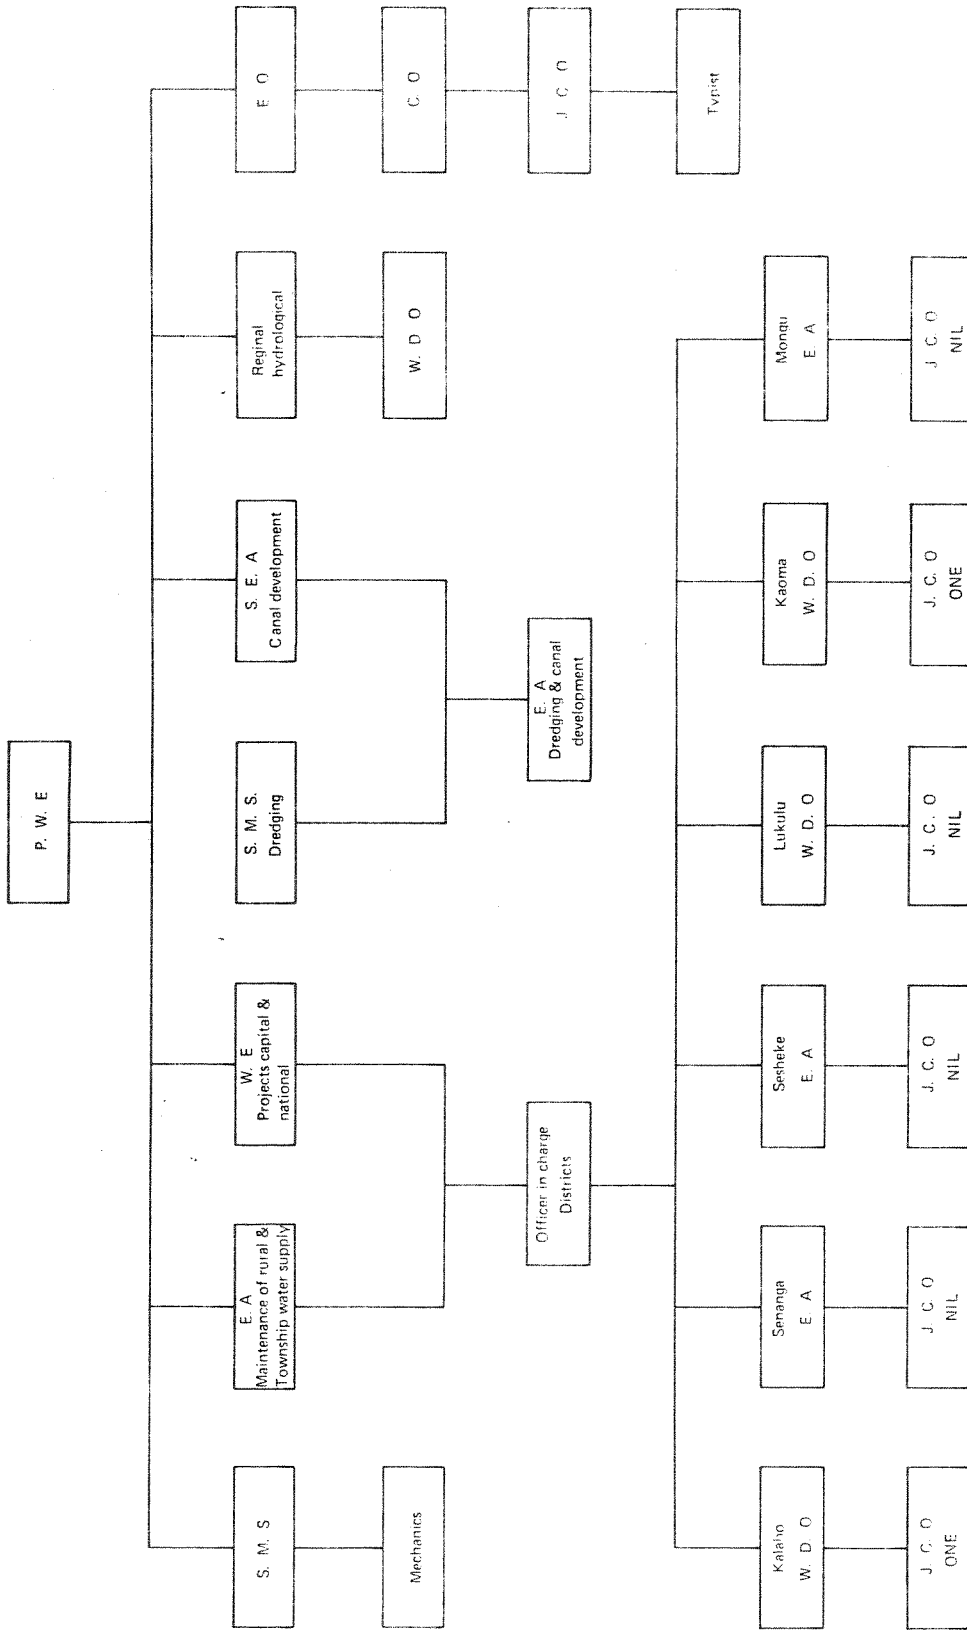 P. W. E
S. M. S
E. A
Maintenance of rural &
Township water supply
W. E
Projects capital &
national
S. M. S.
Dredging
S. E. A
Canal development
Reginal
hydrological
E O
Mechanics
W. D O
C. O
Officer in charge
Districts
E. A
Dredging & canal
development
J C O
Typist
Kalabo
W. D. O
Senanga
E. A
Sesheke
E. A
Lukulu
W. D. O
Kaoma
W. D. O
Mongu
E. A
J. C. O
ONE
J. C. O
NIL
J. C. O
NIL
J. C. O
NIL
J. C. O
ONE
J. C. O
NIL